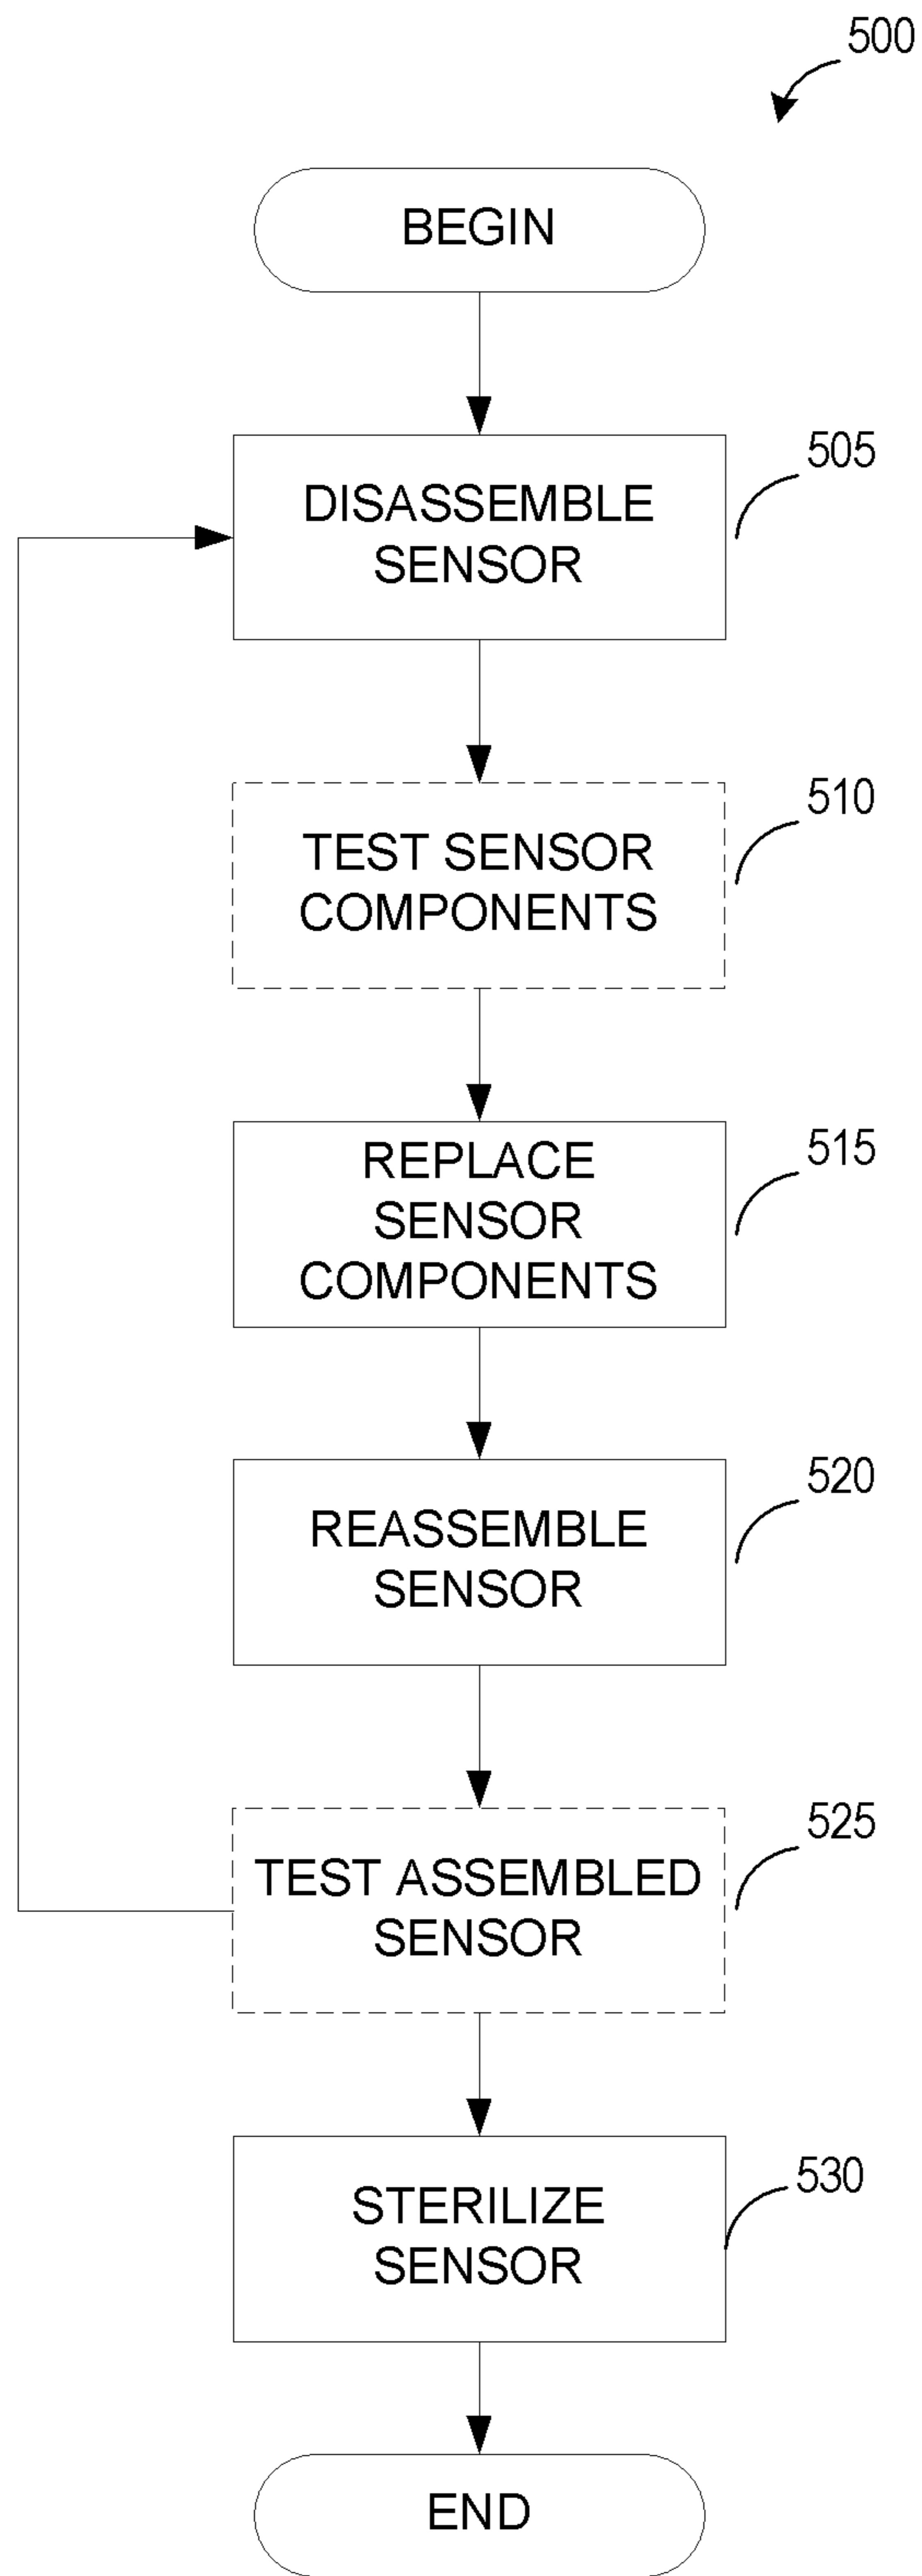 500
BEGIN
DISASSEMBLE
SENSOR
505
TEST SENSOR
COMPONENTS
510
REPLACE
SENSOR
COMPONENTS
515
REASSEMBLE
SENSOR
520
TEST ASSEMBLED
SENSOR
525
STERILIZE
SENSOR
530
END